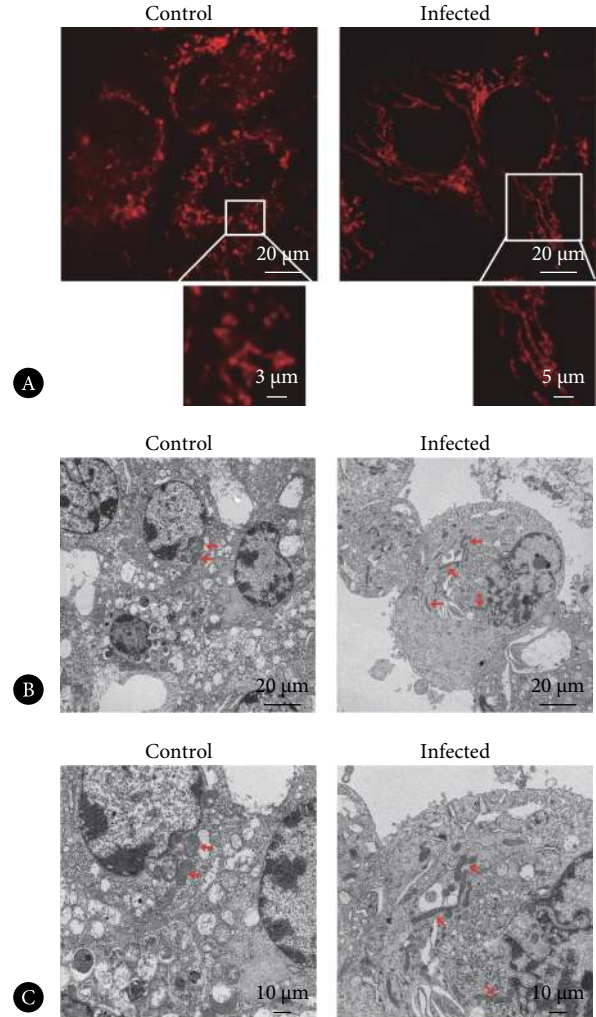 Control Infected
20 µm 20 µm
3 µm 5 µm
A
Control Infected
20 µm 20 µm
B
Control Infected
10 µm 10 µm
C